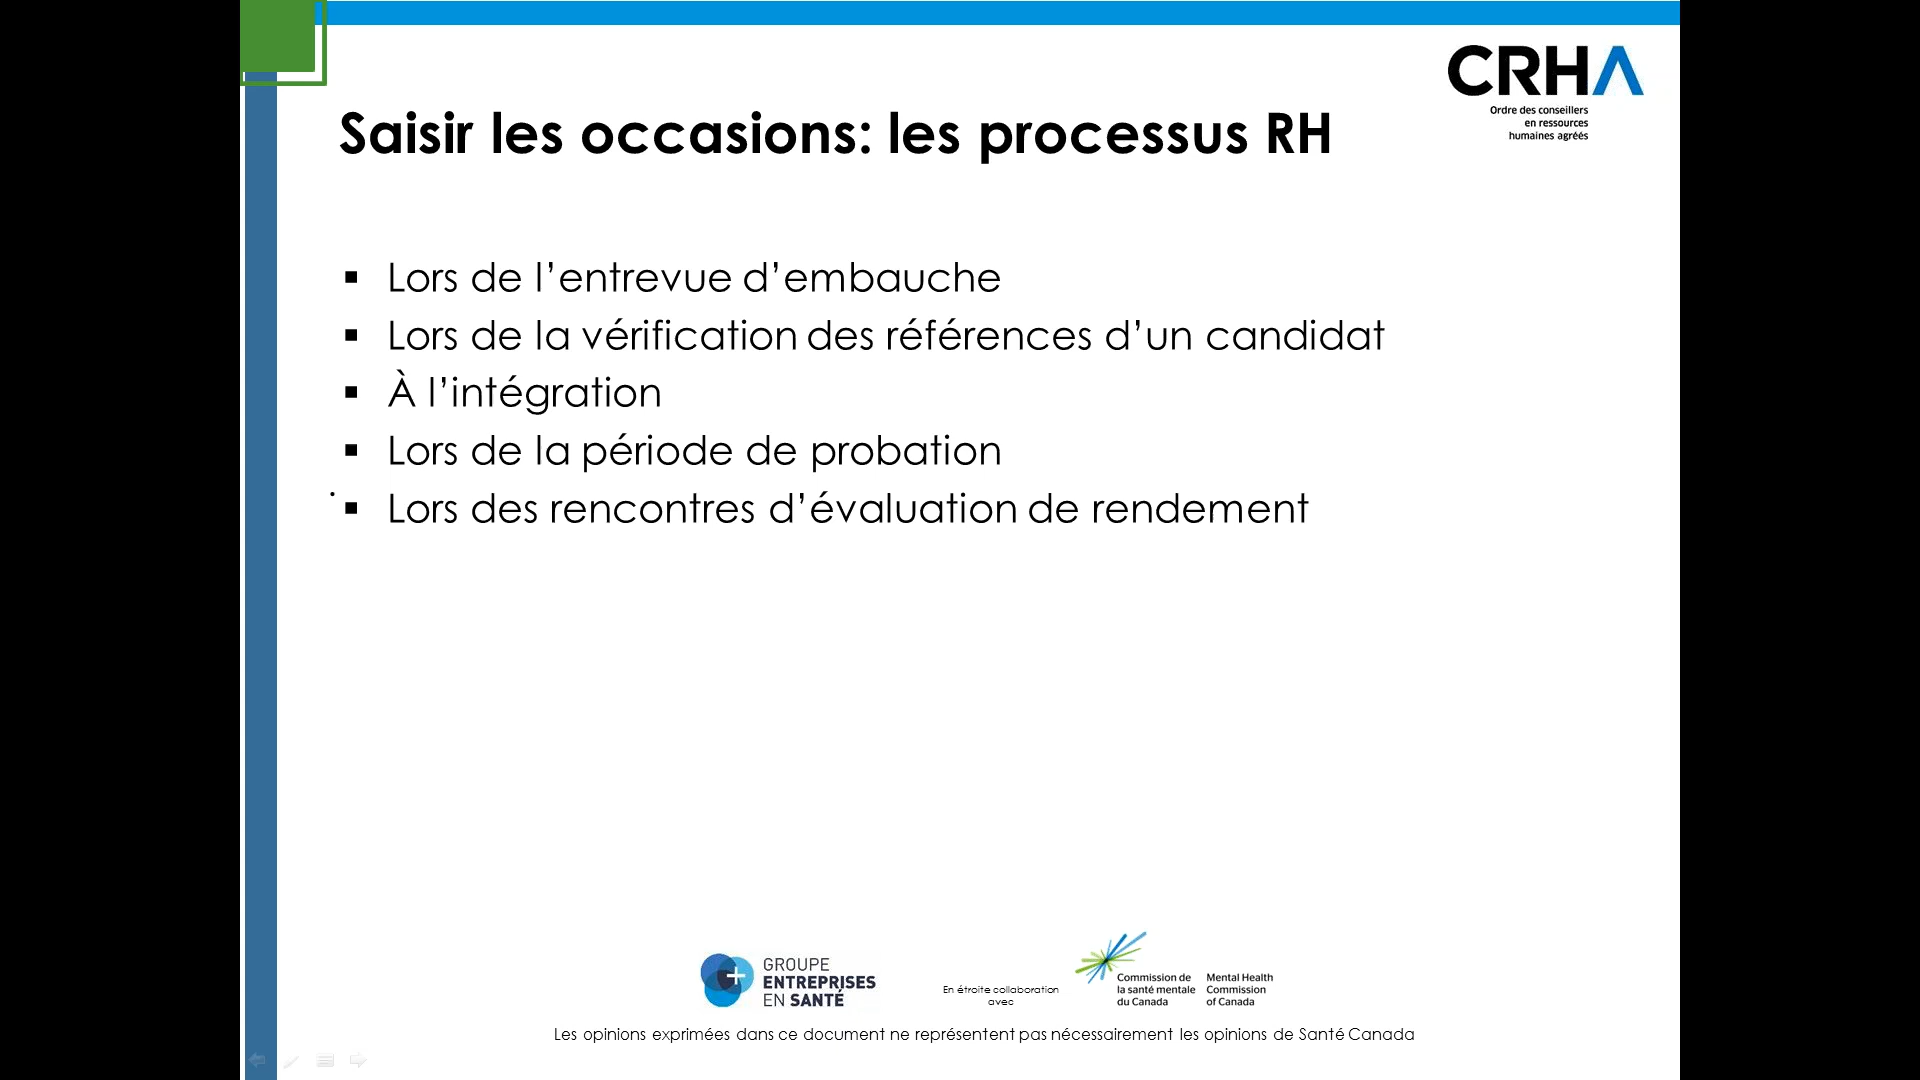 CRHA
Ordre des conseillers
en ressources
humaines agréés
Saisir les occasions: les processus RH
▪ Lors de l’entrevue d’embauche
▪ Lors de la vérification des références d’un candidat
▪ À l’intégration
▪ Lors de la période de probation
▪ Lors des rencontres d’évaluation de rendement
GROUPE
ENTREPRISES
EN SANTÉ
En étroite collaboration
avec
Commission de
la santé mentale
du Canada
Mental Health
Commission
of Canada
Les opinions exprimées dans ce document ne représentent pas nécessairement les opinions de Santé Canada